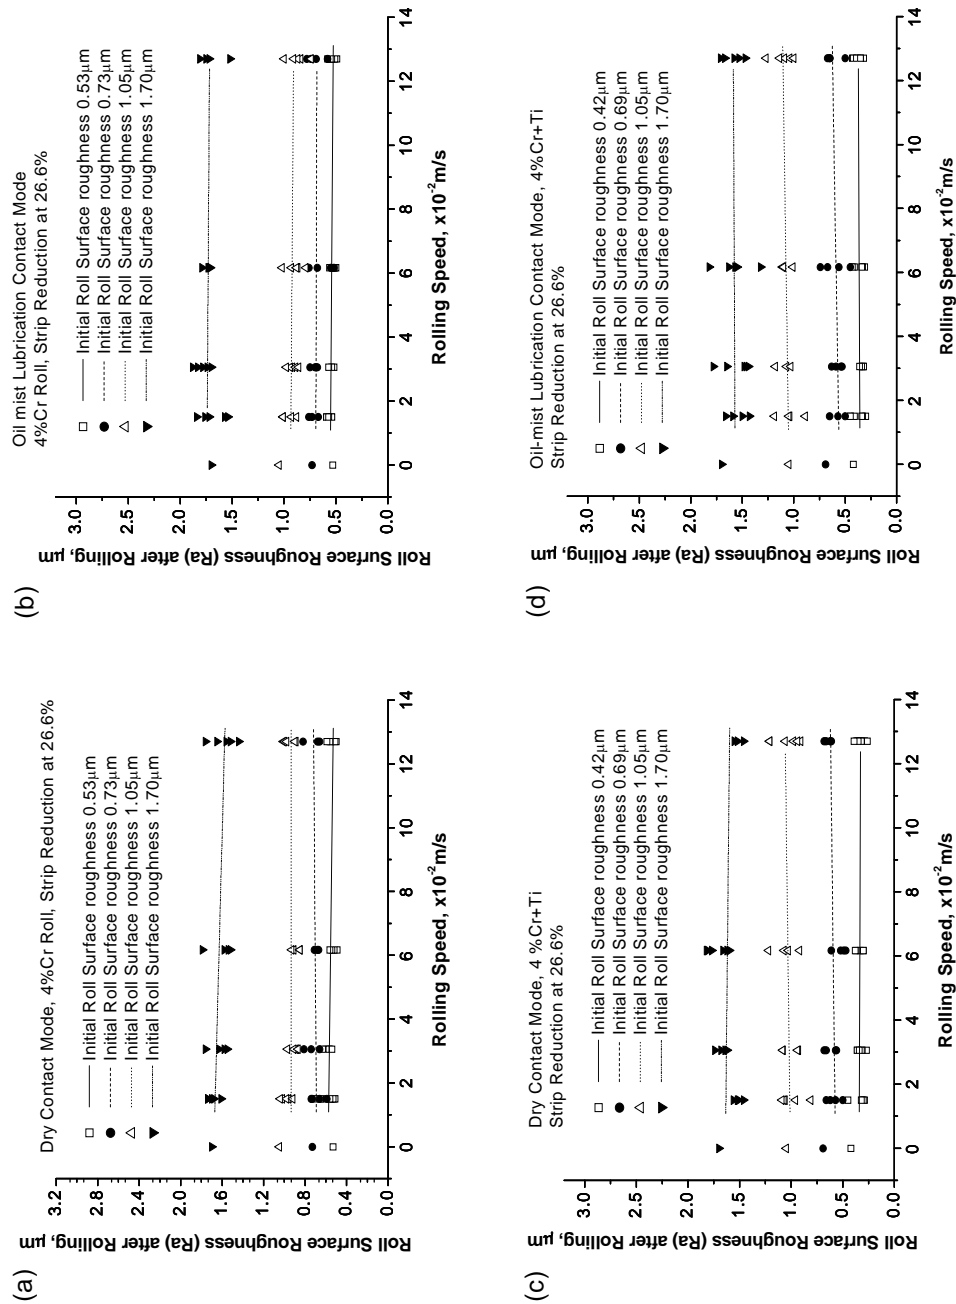 (a)
Dry Contact Mode, 4%Cr Roll, Strip Reduction at 26.6%
Initial Roll Surface roughness 0.53μm
Initial Roll Surface roughness 0.73μm
Initial Roll Surface roughness 1.05μm
Initial Roll Surface roughness 1.70μm
3.2
2.8
2.4
2.0
1.6
1.2
0.8
0.4
Roll Surface Roughness (Ra) after Rolling, μm
0 2 4 6 8 10 12 14
Rolling Speed, x10-2m/s
(b)
Oil mist Lubrication Contact Mode
4%Cr Roll, Strip Reduction at 26.6%
Initial Roll Surface roughness 0.53μm
Initial Roll Surface roughness 0.73μm
Initial Roll Surface roughness 1.05μm
Initial Roll Surface roughness 1.70μm
3.0
2.5
2.0
1.5
1.0
0.5
0.0
Roll Surface Roughness (Ra) after Rolling, μm
0 2 4 6 8 10 12 14
Rolling Speed, x10-2m/s
(c)
Dry Contact Mode, 4 %Cr+Ti
Strip Reduction at 26.6%
Initial Roll Surface roughness 0.42μm
Initial Roll Surface roughness 0.69μm
Initial Roll Surface roughness 1.05μm
Initial Roll Surface roughness 1.70μm
3.0
2.5
2.0
1.5
1.0
0.5
0.0
Roll Surface Roughness (Ra) after Rolling, μm
0 2 4 6 8 10 12 14
Rolling Speed, x10-2m/s
(d)
Oil-mist Lubrication Contact Mode, 4%Cr+Ti
Strip Reduction at 26.6%
Initial Roll Surface roughness 0.42μm
Initial Roll Surface roughness 0.69μm
Initial Roll Surface roughness 1.05μm
Initial Roll Surface roughness 1.70μm
3.0
2.5
2.0
1.5
1.0
0.5
0.0
Roll Surface Roughness (Ra) after Rolling, μm
0 2 4 6 8 10 12 14
Rolling Speed, x10-2m/s